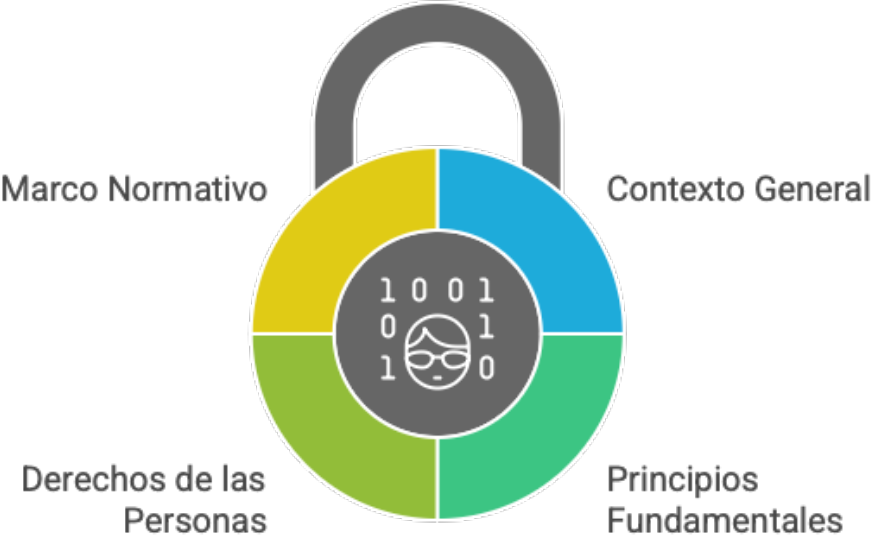 Marco Normativo
Contexto General
1 0 0 1
0 1
1 0
Derechos de las
Personas
Principios
Fundamentales